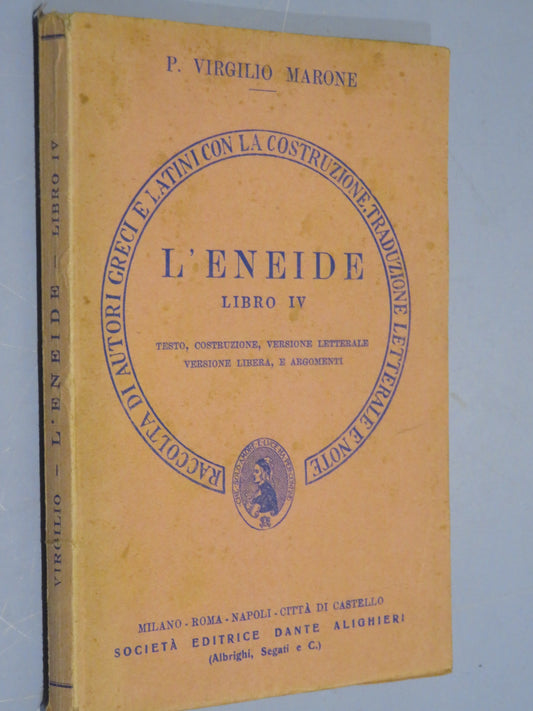 P. VIRGILIO MARONE
RACCOLTA DI AUTORI GRECI E LATINI CON LA COSTRUZIONE, TRADUZIONE LETTERALE E NOTE
L'ENEIDE
LIBRO IV
TESTO, COSTRUZIONE, VERSIONE LETTERALE
VERSIONE LIBERA, E ARGOMENTI
MILANO - ROMA - NAPOLI - CITTÀ DI CASTELLO
SOCIETÀ EDITRICE DANTE ALIGHIERI
(Albrighi, Segati e C.)
VIRGILIO — L'ENEIDE — LIBRO IV